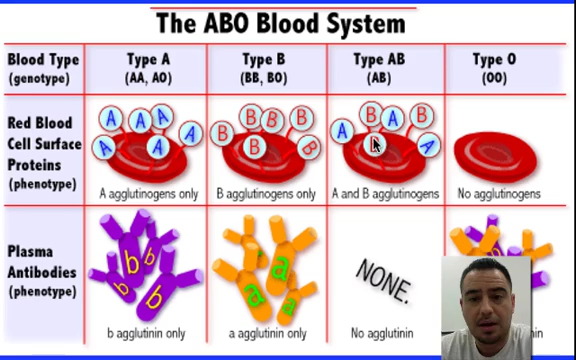 The ABO Blood System
Blood Type
(genotype)
Type A
(AA, AO)
Type B
(BB, BO)
Type AB
(AB)
Type O
(OO)
Red Blood
Cell Surface
Proteins
(phenotype)
A A A A A A
A agglutinogens only
B B B B B B
B agglutinogens only
A B A B B A
A and B agglutinogens
No agglutinogens
Plasma
Antibodies
(phenotype)
b b b b
b agglutinin only
a a a
a agglutinin only
NONE.
No agglutinin